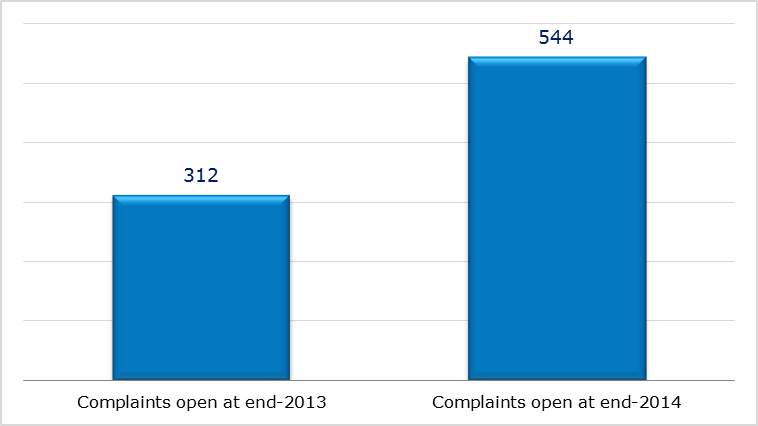 544
312
Complaints open at end-2013
Complaints open at end-2014